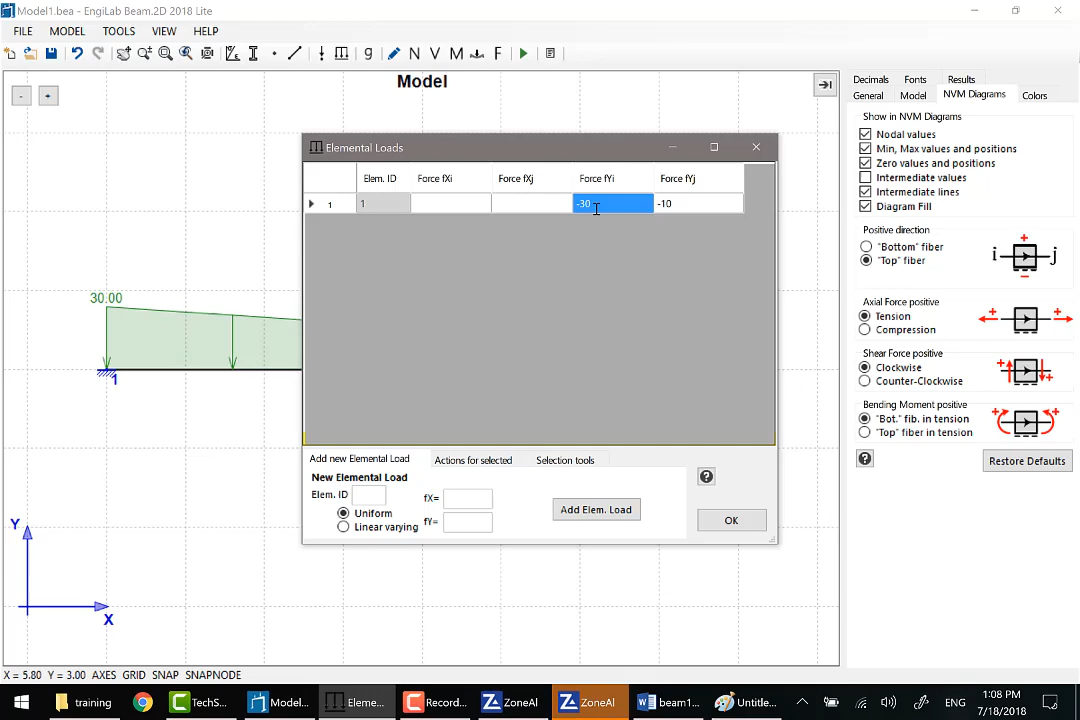 Model1.bea - EngiLab Beam.2D 2018 Lite
FILE MODEL TOOLS VIEW HELP
g N V M F
Model
- +
Elemental Loads
Elem. ID Force fXi Force fXj Force fYi Force fYj
1 1 -30 -10
30.00
1
Add new Elemental Load Actions for selected Selection tools
New Elemental Load
Elem. ID
fX=
Uniform
Linear varying
fY=
Add Elem. Load
OK
Y
X
Decimals Fonts Results
General Model NVM Diagrams Colors
Show in NVM Diagrams
Nodal values
Min, Max values and positions
Zero values and positions
Intermediate values
Intermediate lines
Diagram Fill
Positive direction
"Bottom" fiber
"Top" fiber
i j
Axial Force positive
Tension
Compression
Shear Force positive
Clockwise
Counter-Clockwise
Bending Moment positive
"Bot." fib. in tension
"Top" fiber in tension
Restore Defaults
X = 5.80 Y = 3.00 AXES GRID SNAP SNAPNODE
training TechS... Model... Eleme... Record... ZoneAl ZoneAl beam1... Untitle...
ENG
1:08 PM
7/18/2018